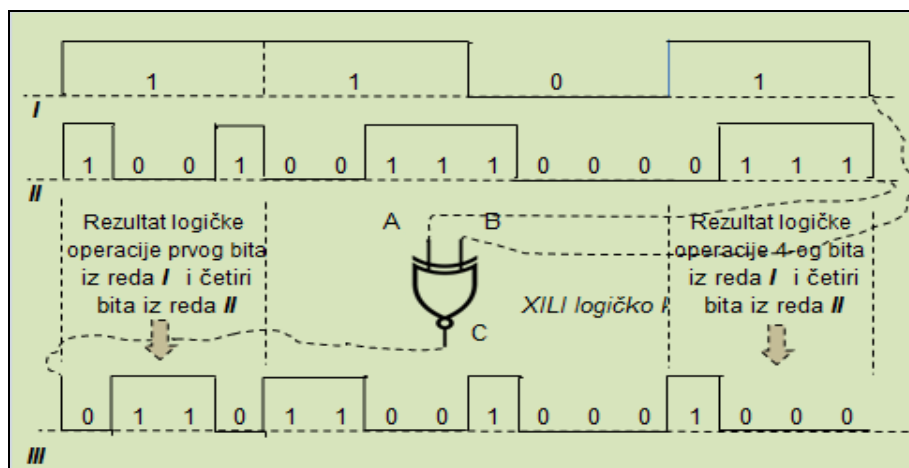 1 1 0 1
I
1 0 0 1 0 0 1 1 1 0 0 0 0 1 1 1
II
Rezultat logičke
operacije prvog bita
iz reda I i četiri
bita iz reda II
A B
Rezultat logičke
operacije 4-og bita
iz reda I i četiri
bita iz reda II
XILI logičko
C
0 1 1 0 1 1 0 0 1 0 0 0 1 0 0 0
III